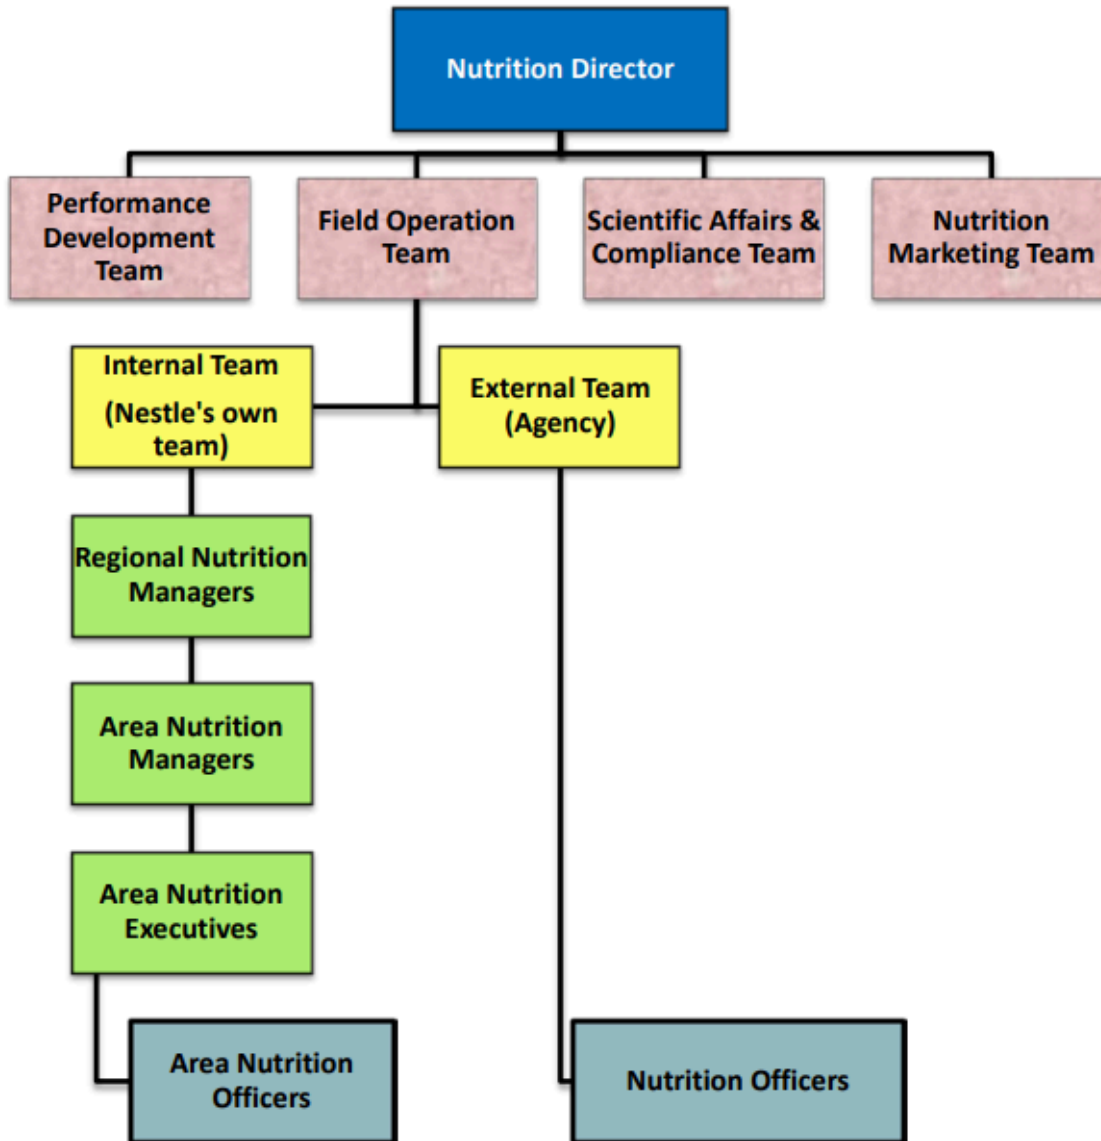 Nutrition Director
Performance
Development
Team
Field Operation
Team
Scientific Affairs &
Compliance Team
Nutrition
Marketing Team
Internal Team
(Nestle's own
team)
External Team
(Agency)
Regional Nutrition
Managers
Area Nutrition
Managers
Area Nutrition
Executives
Area Nutrition
Officers
Nutrition Officers